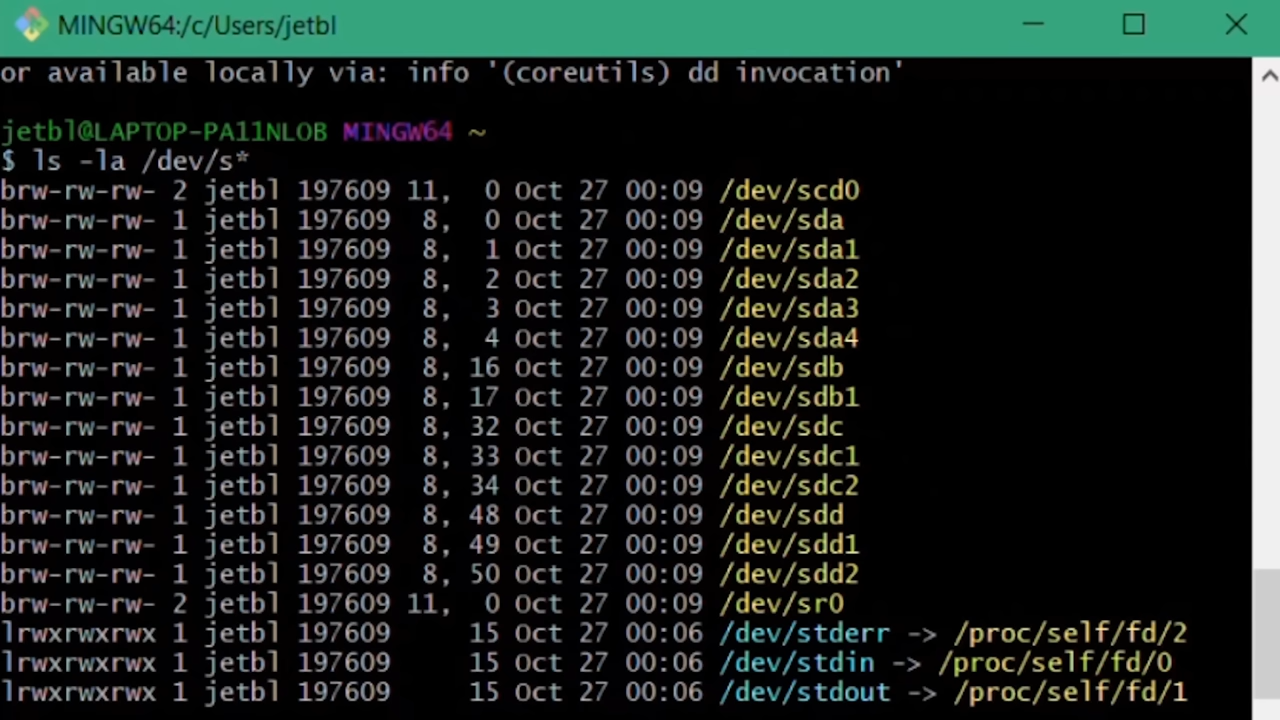 MINGW64:/c/Users/jetbl
or available locally via: info '(coreutils) dd invocation'
jetbl@LAPTOP-PA11NLOB MINGW64 ~
$ ls -la /dev/s*
brw-rw-rw- 2 jetbl 197609 11,  0 Oct 27 00:09 /dev/scd0
brw-rw-rw- 1 jetbl 197609  8,  0 Oct 27 00:09 /dev/sda
brw-rw-rw- 1 jetbl 197609  8,  1 Oct 27 00:09 /dev/sda1
brw-rw-rw- 1 jetbl 197609  8,  2 Oct 27 00:09 /dev/sda2
brw-rw-rw- 1 jetbl 197609  8,  3 Oct 27 00:09 /dev/sda3
brw-rw-rw- 1 jetbl 197609  8,  4 Oct 27 00:09 /dev/sda4
brw-rw-rw- 1 jetbl 197609  8, 16 Oct 27 00:09 /dev/sdb
brw-rw-rw- 1 jetbl 197609  8, 17 Oct 27 00:09 /dev/sdb1
brw-rw-rw- 1 jetbl 197609  8, 32 Oct 27 00:09 /dev/sdc
brw-rw-rw- 1 jetbl 197609  8, 33 Oct 27 00:09 /dev/sdc1
brw-rw-rw- 1 jetbl 197609  8, 34 Oct 27 00:09 /dev/sdc2
brw-rw-rw- 1 jetbl 197609  8, 48 Oct 27 00:09 /dev/sdd
brw-rw-rw- 1 jetbl 197609  8, 49 Oct 27 00:09 /dev/sdd1
brw-rw-rw- 1 jetbl 197609  8, 50 Oct 27 00:09 /dev/sdd2
brw-rw-rw- 2 jetbl 197609 11,  0 Oct 27 00:09 /dev/sr0
lrwxrwxrwx 1 jetbl 197609     15 Oct 27 00:06 /dev/stderr -> /proc/self/fd/2
lrwxrwxrwx 1 jetbl 197609     15 Oct 27 00:06 /dev/stdin -> /proc/self/fd/0
lrwxrwxrwx 1 jetbl 197609     15 Oct 27 00:06 /dev/stdout -> /proc/self/fd/1